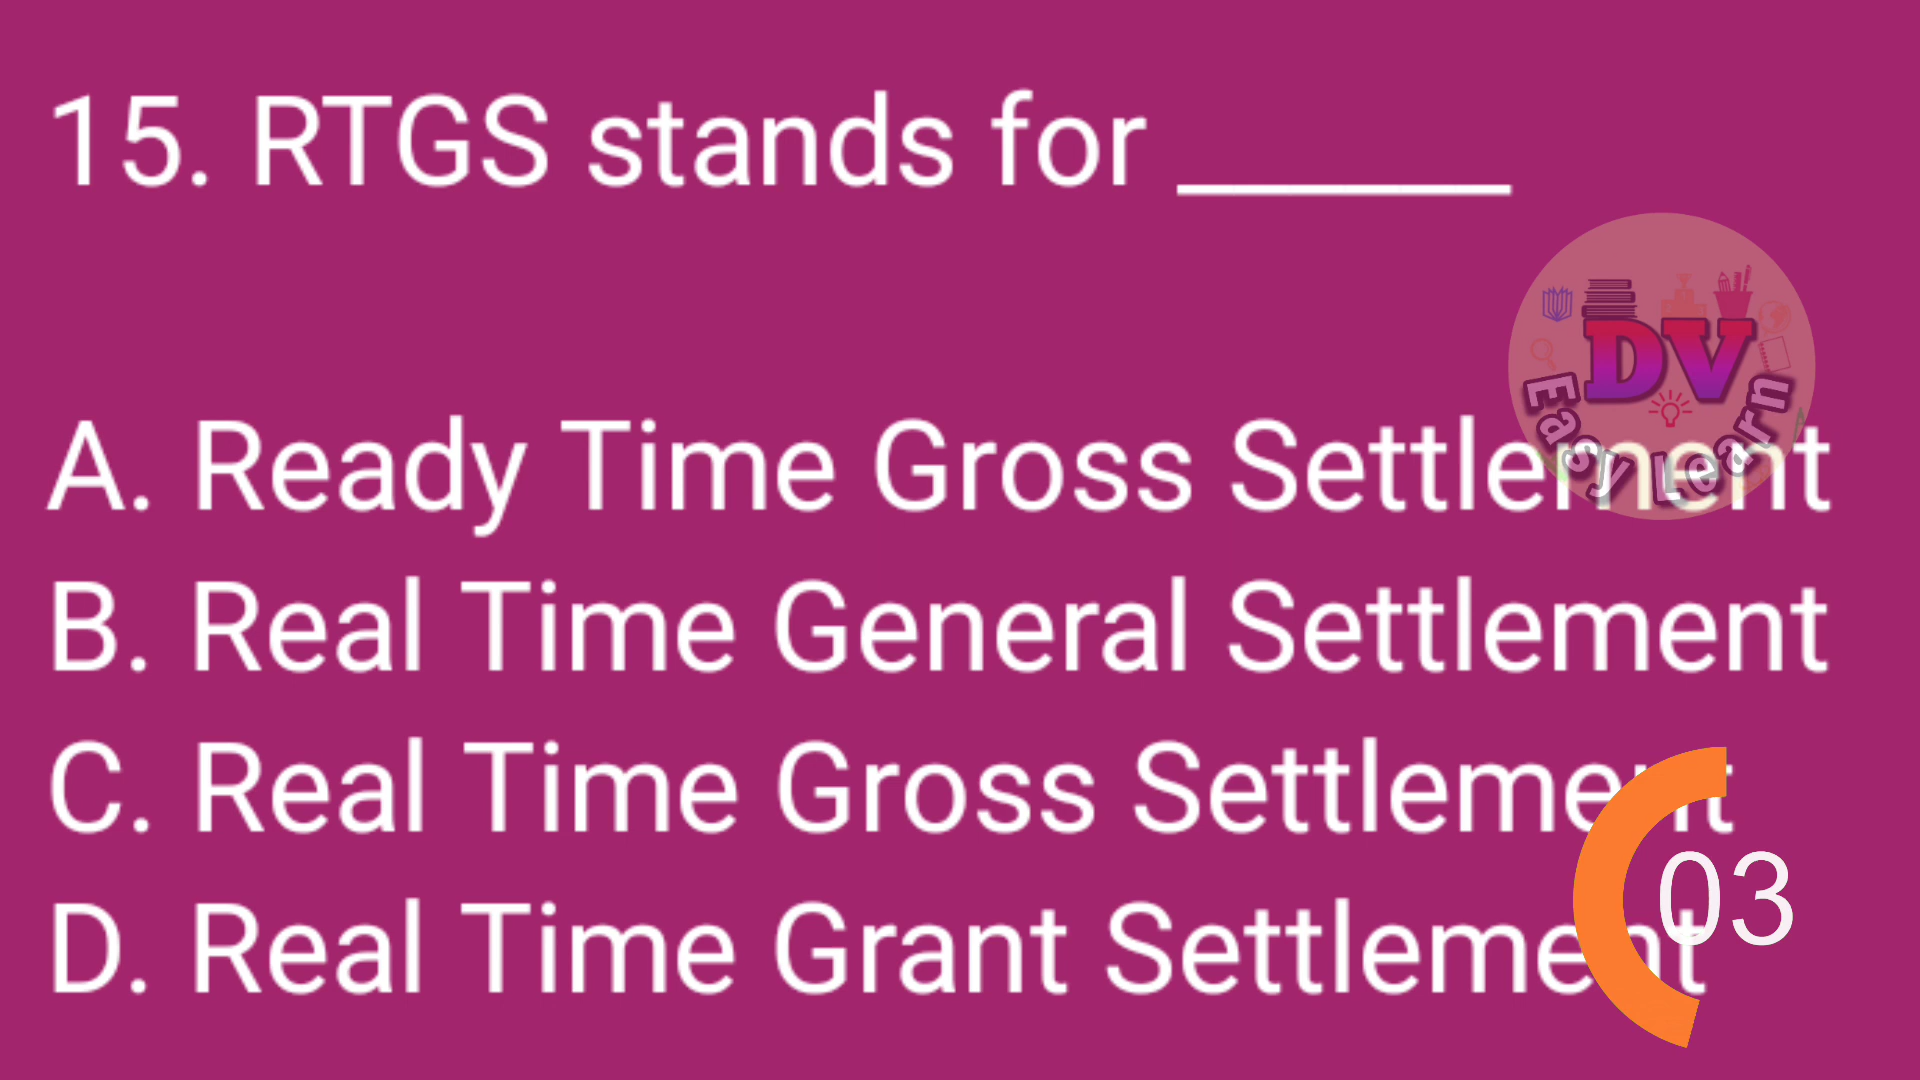 15. RTGS stands for ______
DV
Easy Learn
A. Ready Time Gross Settlement
B. Real Time General Settlement
C. Real Time Gross Settlement
03
D. Real Time Grant Settlement